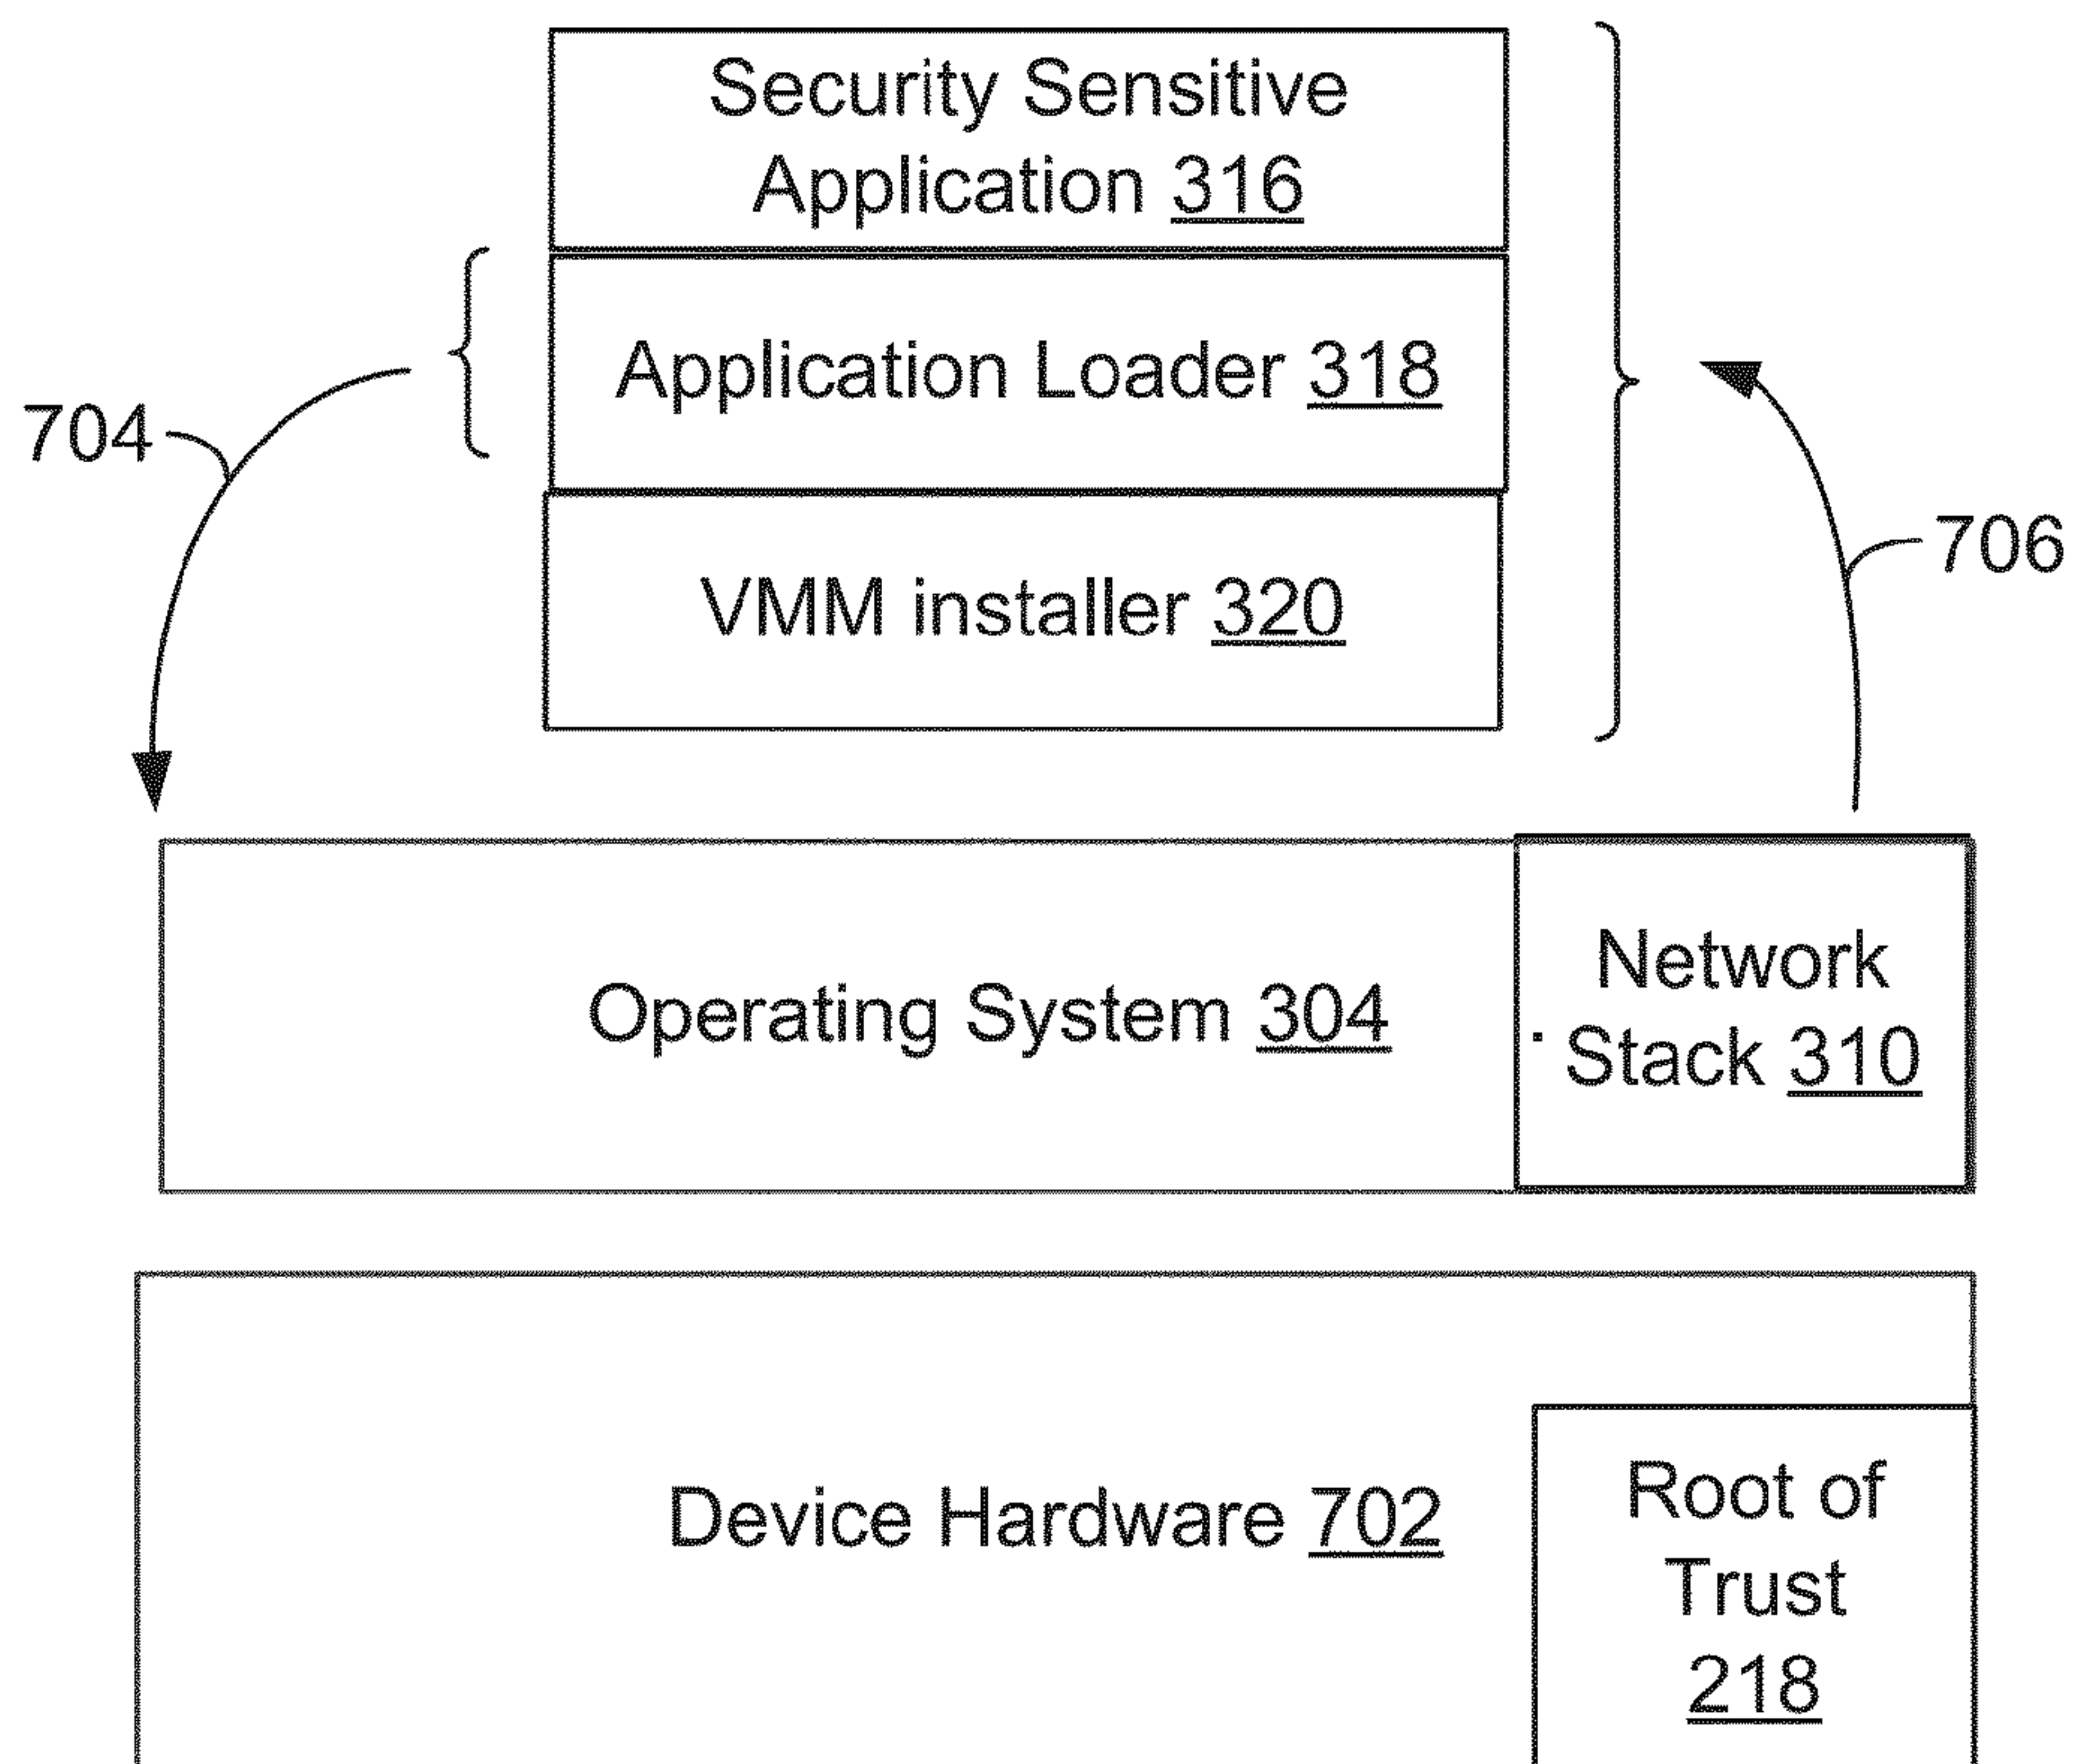 Security Sensitive
Application 316
Application Loader 318
704
706
VMM installer 320
Operating System 304
Network
Stack 310
Device Hardware 702
Root of
Trust
218